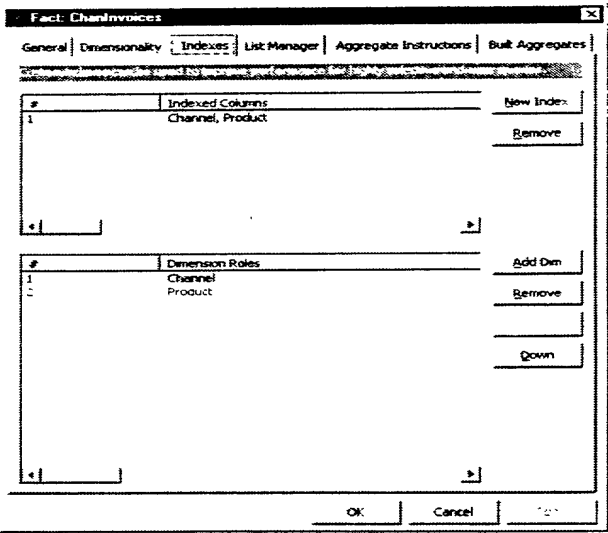 Fact: ChanInvoices
General Dimensionality Indexes List Manager Aggregate Instructions Built Aggregates
# Indexed Columns
1 Channel, Product
New Index
Remove
# Dimension Roles
1 Channel
2 Product
Add Dim
Remove
Down
OK Cancel